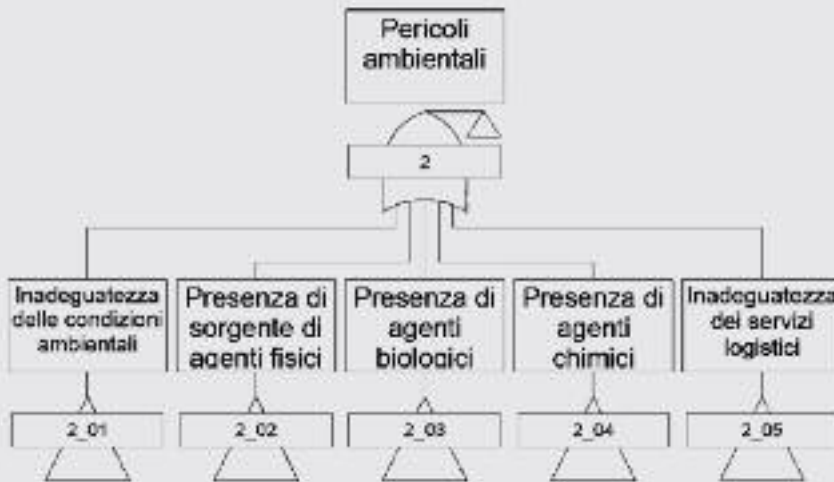 Pericoli
ambientali
2
Inadeguatezza
delle condizioni
ambientali
Presenza di
sorgente di
agenti fisici
Presenza di
agenti
biologici
Presenza di
agenti
chimici
Inadeguatezza
dei servizi
logistici
2_01
2_02
2_03
2_04
2_05